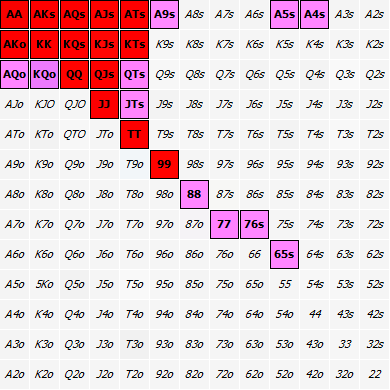 AA AKs AQs AJs ATs A9s A8s A7s A6s A5s A4s A3s A2s
AKo KK KQs KJs KTs K9s K8s K7s K6s K5s K4s K3s K2s
AQo KQo QQ QJs QTs Q9s Q8s Q7s Q6s Q5s Q4s Q3s Q2s
AJo KJO QJO JJ JTs J9s J8s J7s J6s J5s J4s J3s J2s
ATo KTo QTO JTo TT T9s T8s T7s T6s T5s T4s T3s T2s
A9o K9o Q9o J9o T9o 99 98s 97s 96s 95s 94s 93s 92s
A8o K8o Q8o J8o T8o 98o 88 87s 86s 85s 84s 83s 82s
A7o K7o Q7o J7o T7o 97o 87o 77 76s 75s 74s 73s 72s
A6o K6o Q6o J6o T6o 96o 86o 76o 66 65s 64s 63s 62s
A5o 5Ko Q5o J5o T5o 95o 85o 75o 65o 55 54s 53s 52s
A4o K4o Q4o J4o T4o 94o 84o 74o 64o 54o 44 43s 42s
A3o K3o Q3o J3o T3o 93o 83o 73o 63o 53o 43o 33 32s
A2o K2o Q2o J2o T2o 92o 82o 72o 62o 52o 42o 32o 22